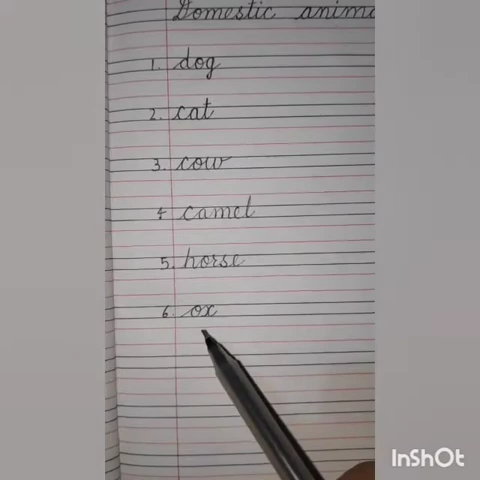 Domestic anima
1. dog
2. cat
3. cow
4 camel
5. horse
6 ox
InShOt